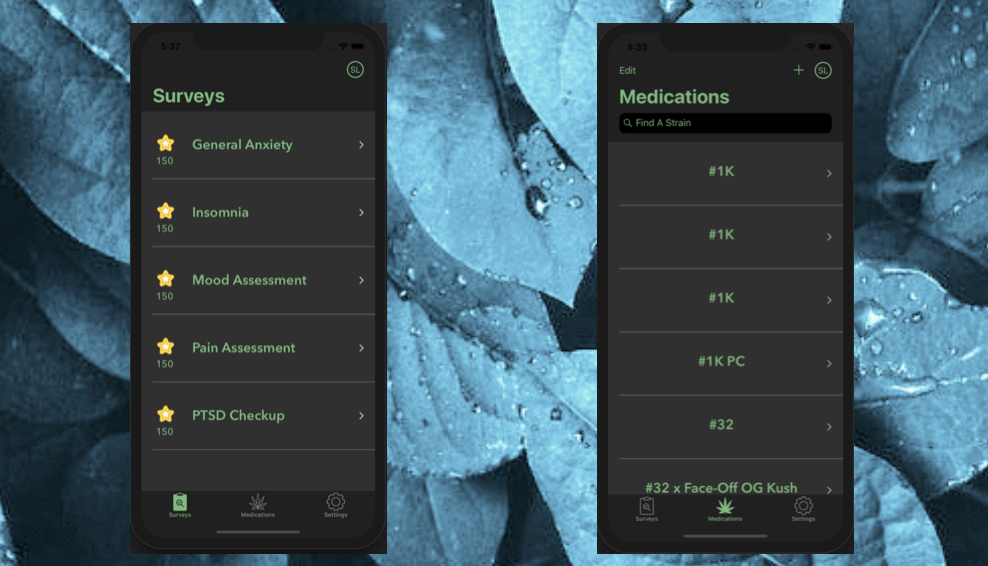 5:37
SL
Surveys
150
General Anxiety
150
Insomnia
150
Mood Assessment
150
Pain Assessment
150
PTSD Checkup
Surveys
Medications
Settings
5:33
Edit
+
SL
Medications
Find A Strain
#1K
#1K
#1K
#1K PC
#32
#32 x Face-Off OG Kush
Surveys
Medications
Settings